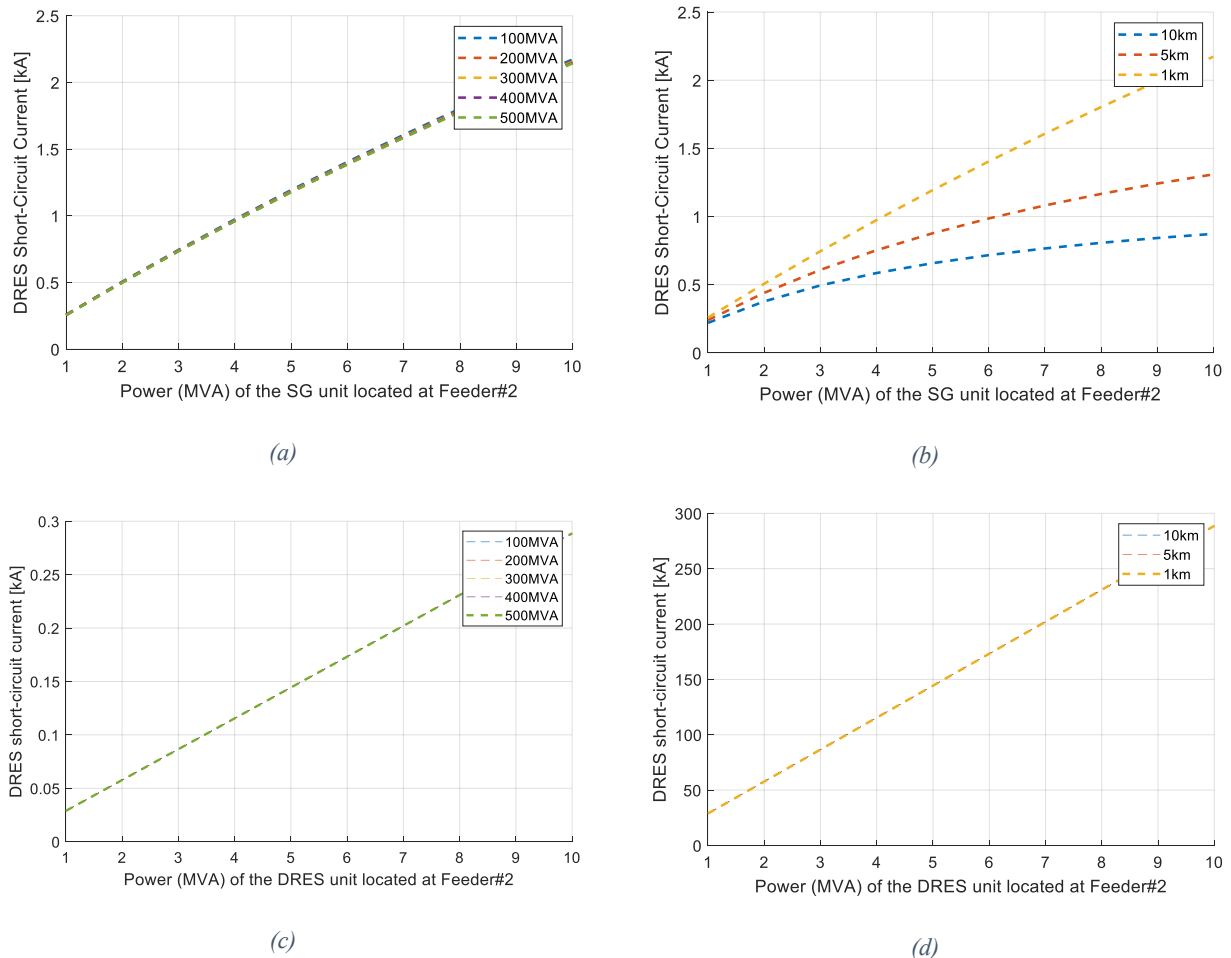 2.5
2
1.5
1
0.5
0
DRES Short-Circuit Current [kA]
100MVA
200MVA
300MVA
400MVA
500MVA
1 2 3 4 5 6 7 8 9 10
Power (MVA) of the SG unit located at Feeder#2
(a)
2.5
2
1.5
1
0.5
0
DRES Short-Circuit Current [kA]
10km
5km
1km
1 2 3 4 5 6 7 8 9 10
Power (MVA) of the SG unit located at Feeder#2
(b)
0.3
0.25
0.2
0.15
0.1
0.05
0
DRES short-circuit current [kA]
100MVA
200MVA
300MVA
400MVA
500MVA
1 2 3 4 5 6 7 8 9 10
Power (MVA) of the DRES unit located at Feeder#2
(c)
300
250
200
150
100
50
0
DRES short-circuit current [kA]
10km
5km
1km
1 2 3 4 5 6 7 8 9 10
Power (MVA) of the DRES unit located at Feeder#2
(d)